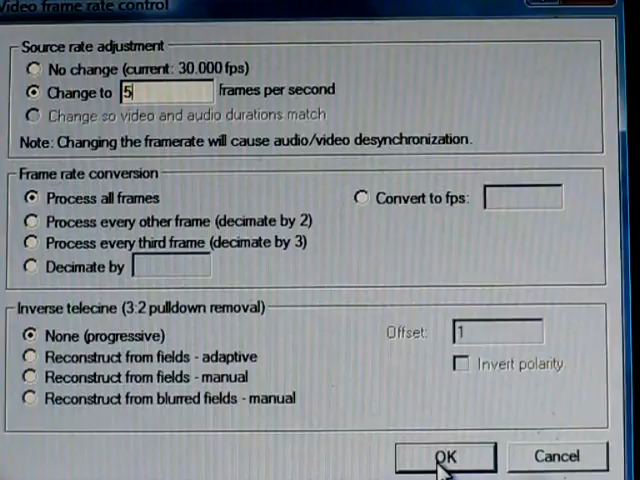 Video frame rate control
Source rate adjustment
No change (current: 30.000 fps)
Change to 5 frames per second
Change so video and audio durations match
Note: Changing the framerate will cause audio/video desynchronization.
Frame rate conversion
Process all frames
Convert to fps:
Process every other frame (decimate by 2)
Process every third frame (decimate by 3)
Decimate by
Inverse telecine (3:2 pulldown removal)
None (progressive)
Offset: 1
Reconstruct from fields - adaptive
Invert polarity
Reconstruct from fields - manual
Reconstruct from blurred fields - manual
OK
Cancel